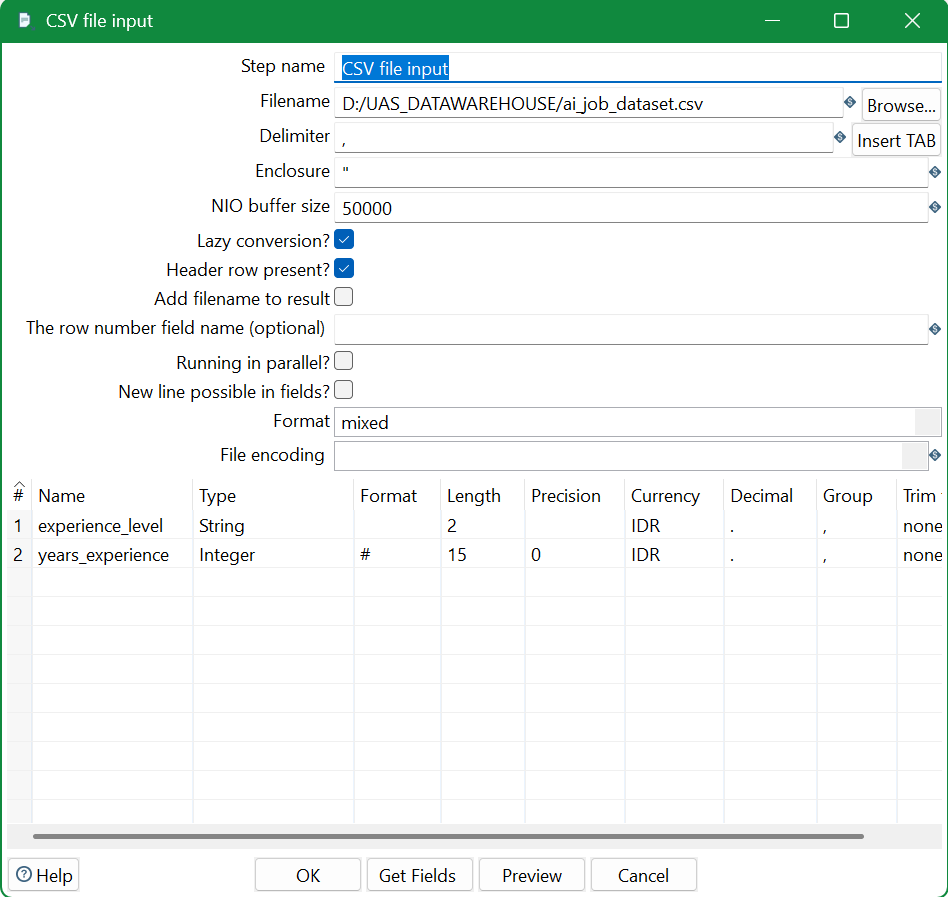 CSV file input
Step name CSV file input
Filename D:/UAS_DATAWAREHOUSE/ai_job_dataset.csv Browse...
Delimiter , Insert TAB
Enclosure "
NIO buffer size 50000
Lazy conversion?
Header row present?
Add filename to result
The row number field name (optional)
Running in parallel?
New line possible in fields?
Format mixed
File encoding
# Name Type Format Length Precision Currency Decimal Group Trim
1 experience_level String 2 IDR . , none
2 years_experience Integer # 15 0 IDR . , none
Help OK Get Fields Preview Cancel